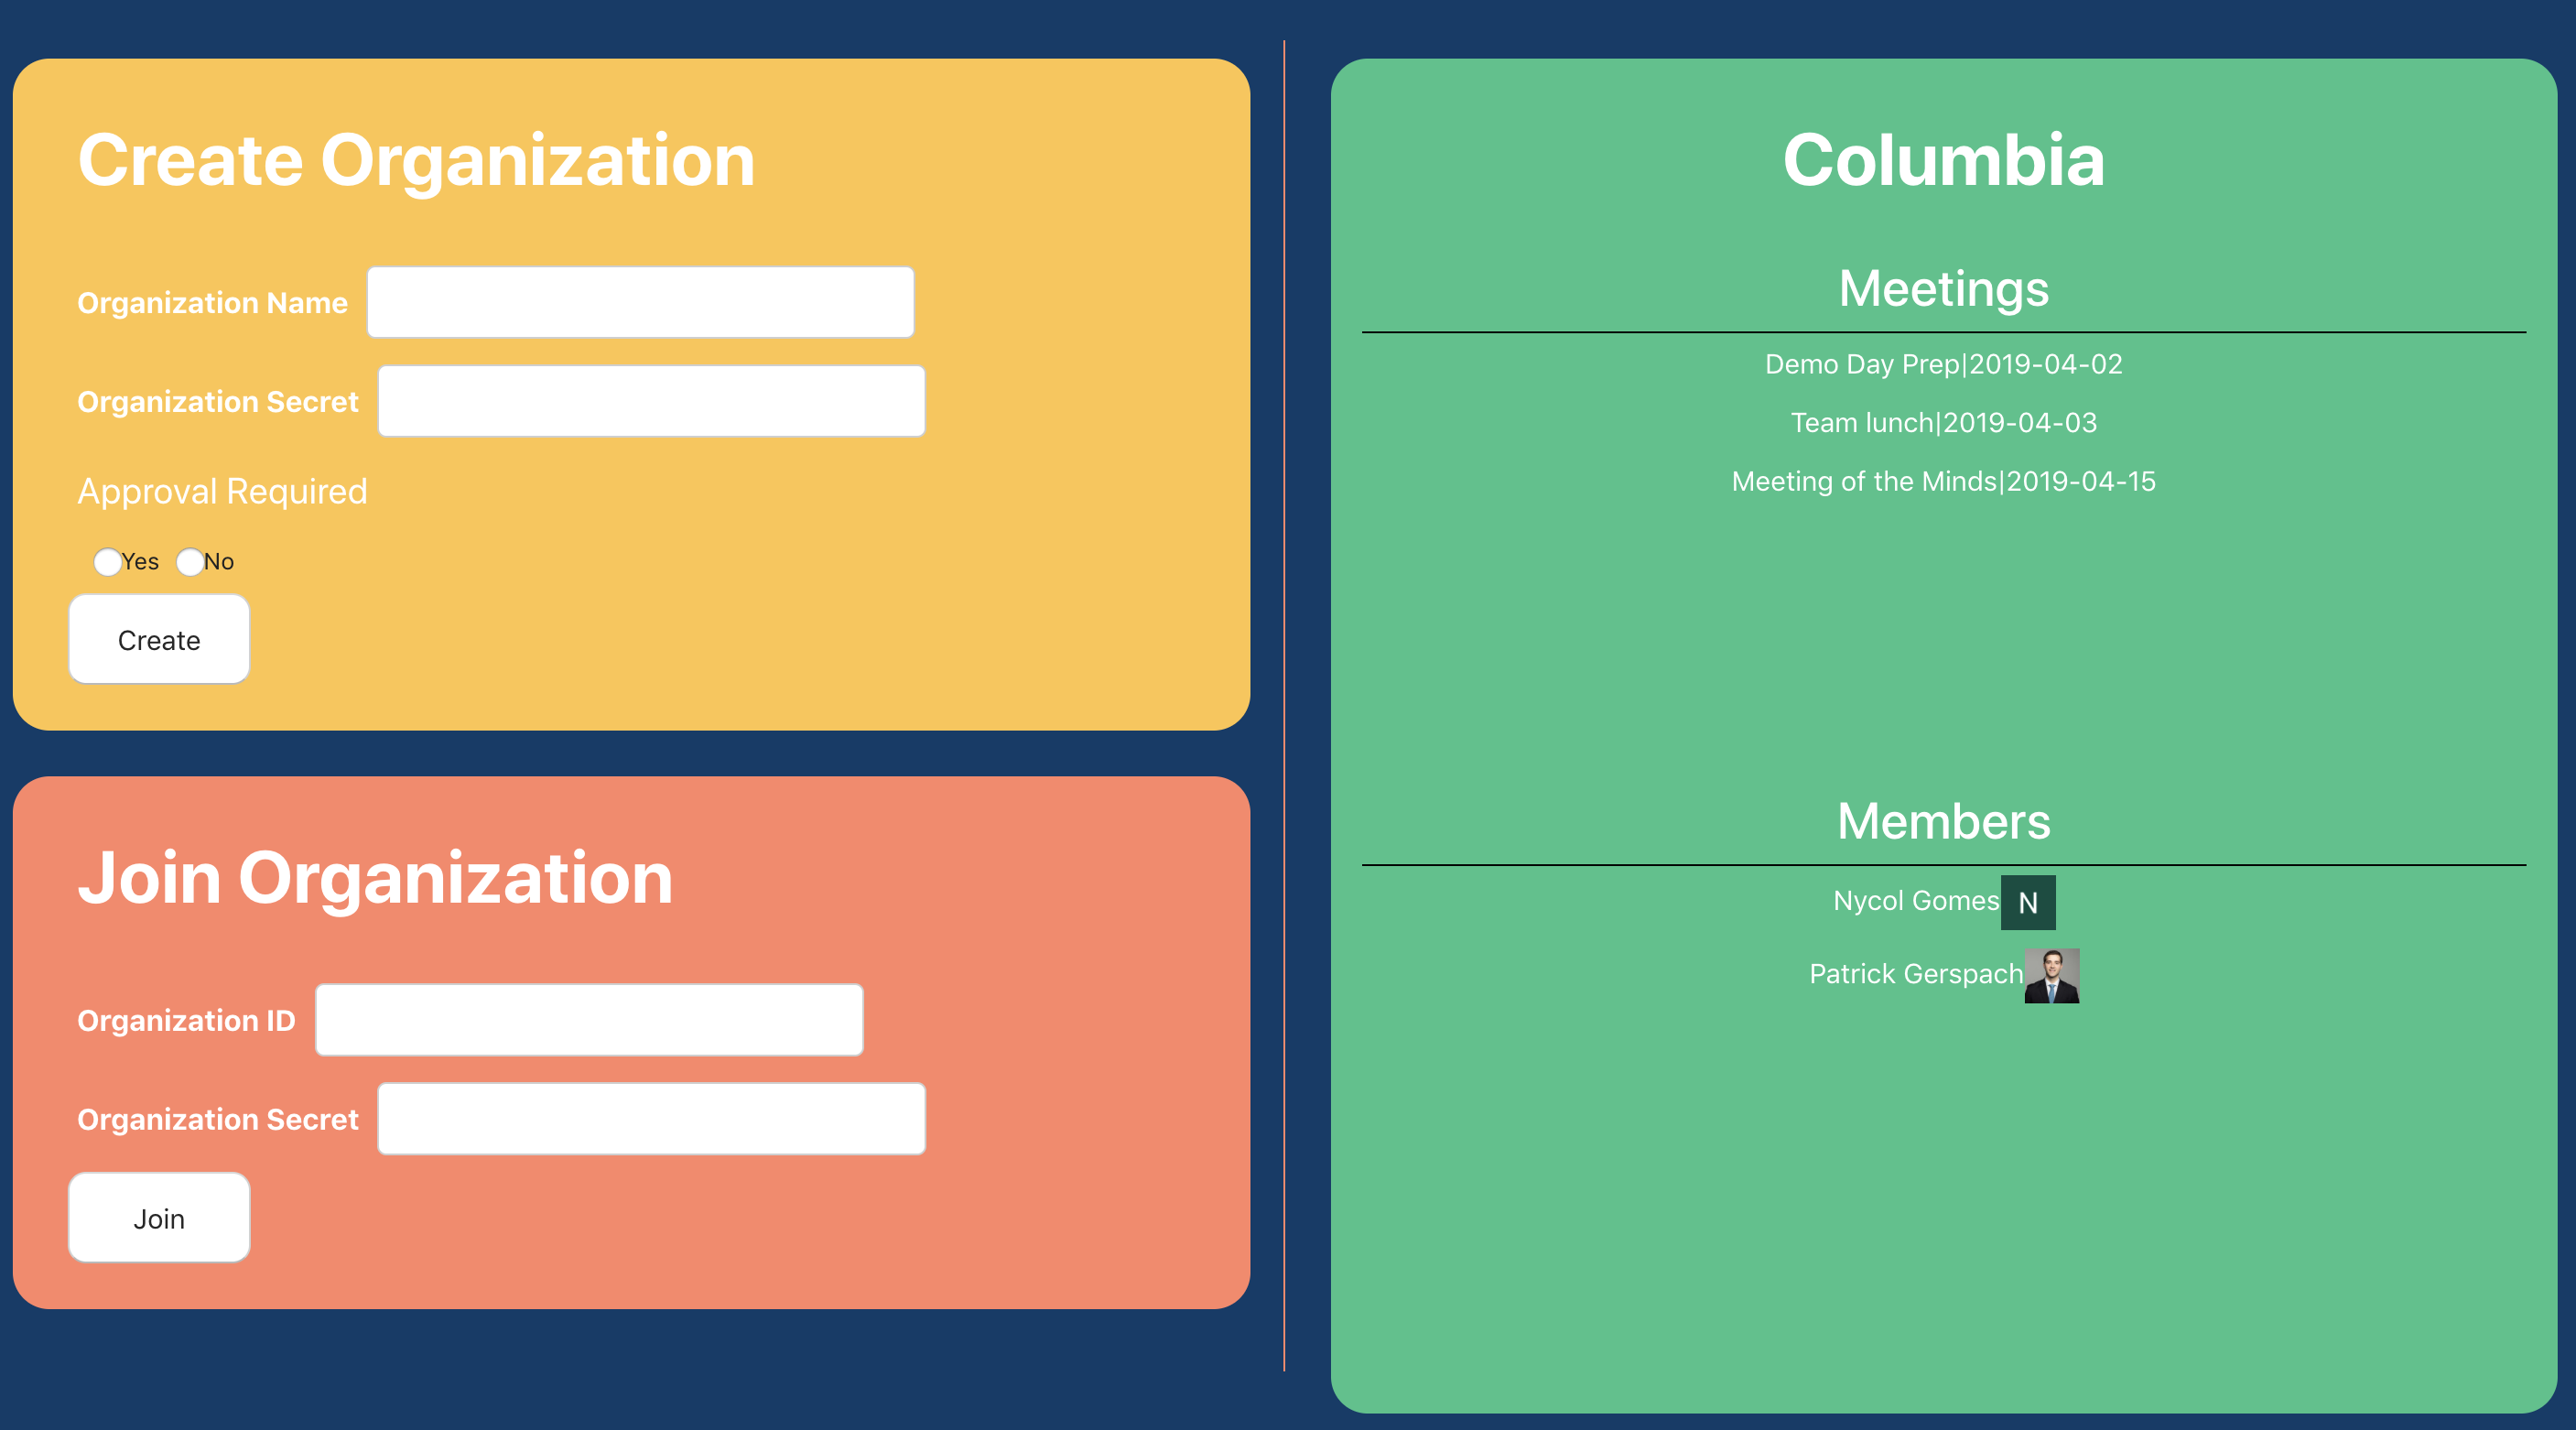 Create Organization
Organization Name
Organization Secret
Approval Required
Yes No
Create
Join Organization
Organization ID
Organization Secret
Join
Columbia
Meetings
Demo Day Prep|2019-04-02
Team lunch|2019-04-03
Meeting of the Minds|2019-04-15
Members
Nycol Gomes N
Patrick Gerspach